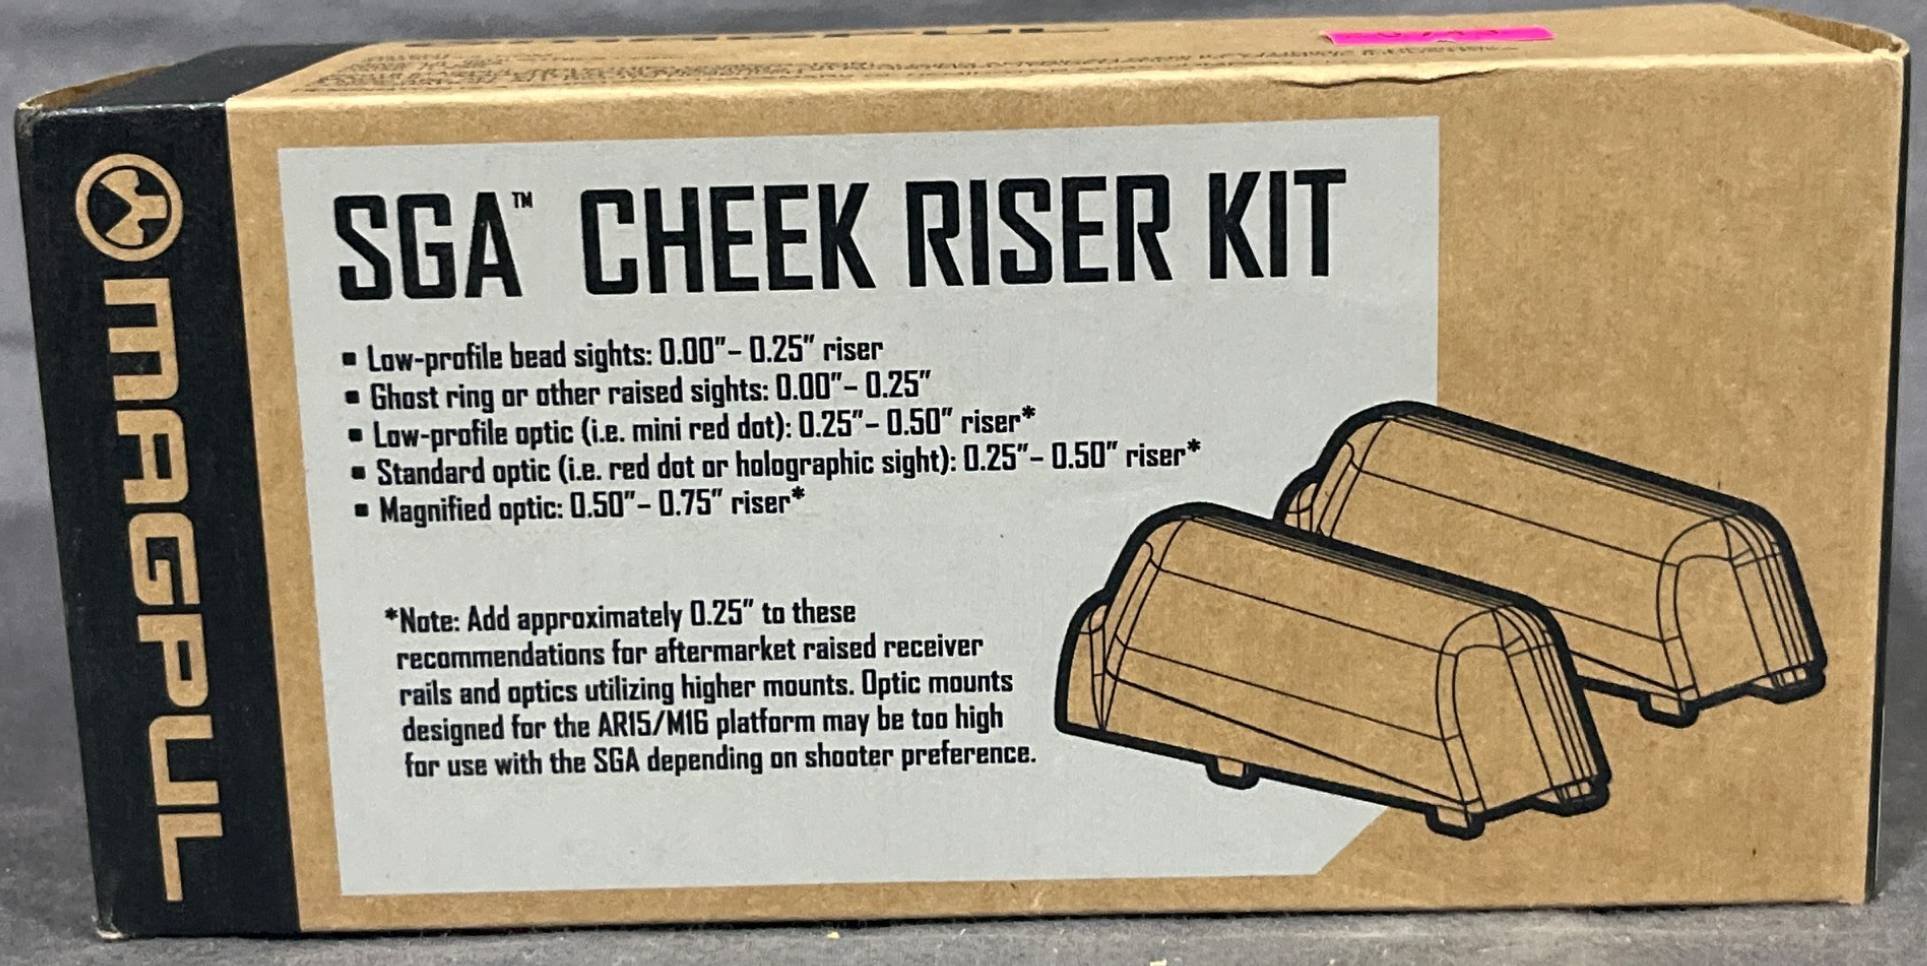 MAGPUL
SGA™ CHEEK RISER KIT
▪ Low-profile bead sights: 0.00"– 0.25" riser
▪ Ghost ring or other raised sights: 0.00"– 0.25"
▪ Low-profile optic (i.e. mini red dot): 0.25"– 0.50" riser*
▪ Standard optic (i.e. red dot or holographic sight): 0.25"– 0.50" riser*
▪ Magnified optic: 0.50"– 0.75" riser*
*Note: Add approximately 0.25" to these
recommendations for aftermarket raised receiver
rails and optics utilizing higher mounts. Optic mounts
designed for the AR15/M16 platform may be too high
for use with the SGA depending on shooter preference.